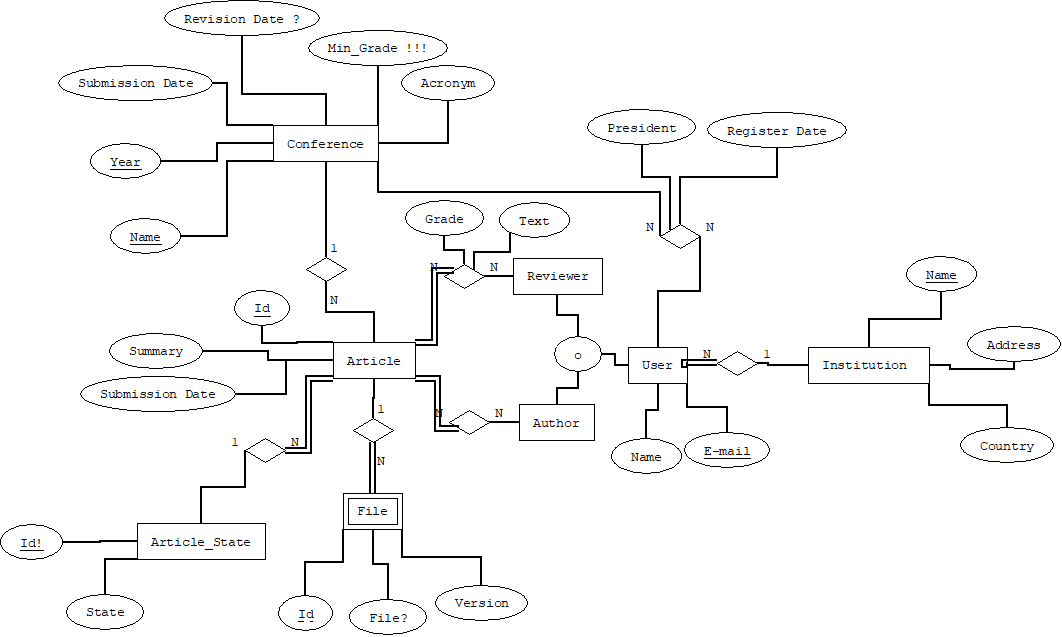 Revision Date ?
Min_Grade !!!
Submission Date
Acronym
President
Register Date
Conference
Year
Name
Grade
Text
N
N
1
N
N
Reviewer
Name
N
Id
Address
Summary
Article
o
User
N
1
Institution
Submission Date
1
N
N
Author
1
N
Name
E-mail
Country
N
File
Id!
Article_State
State
Id
File?
Version